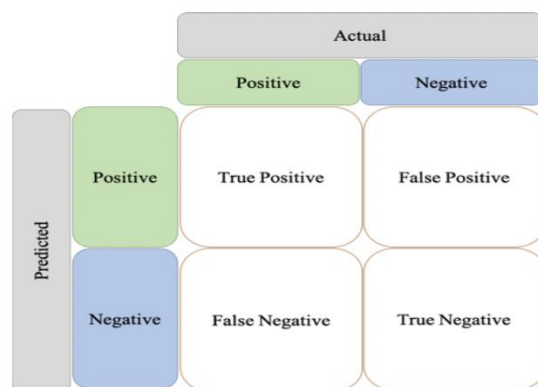 Actual
Positive Negative
Predicted
Positive True Positive False Positive
Negative False Negative True Negative